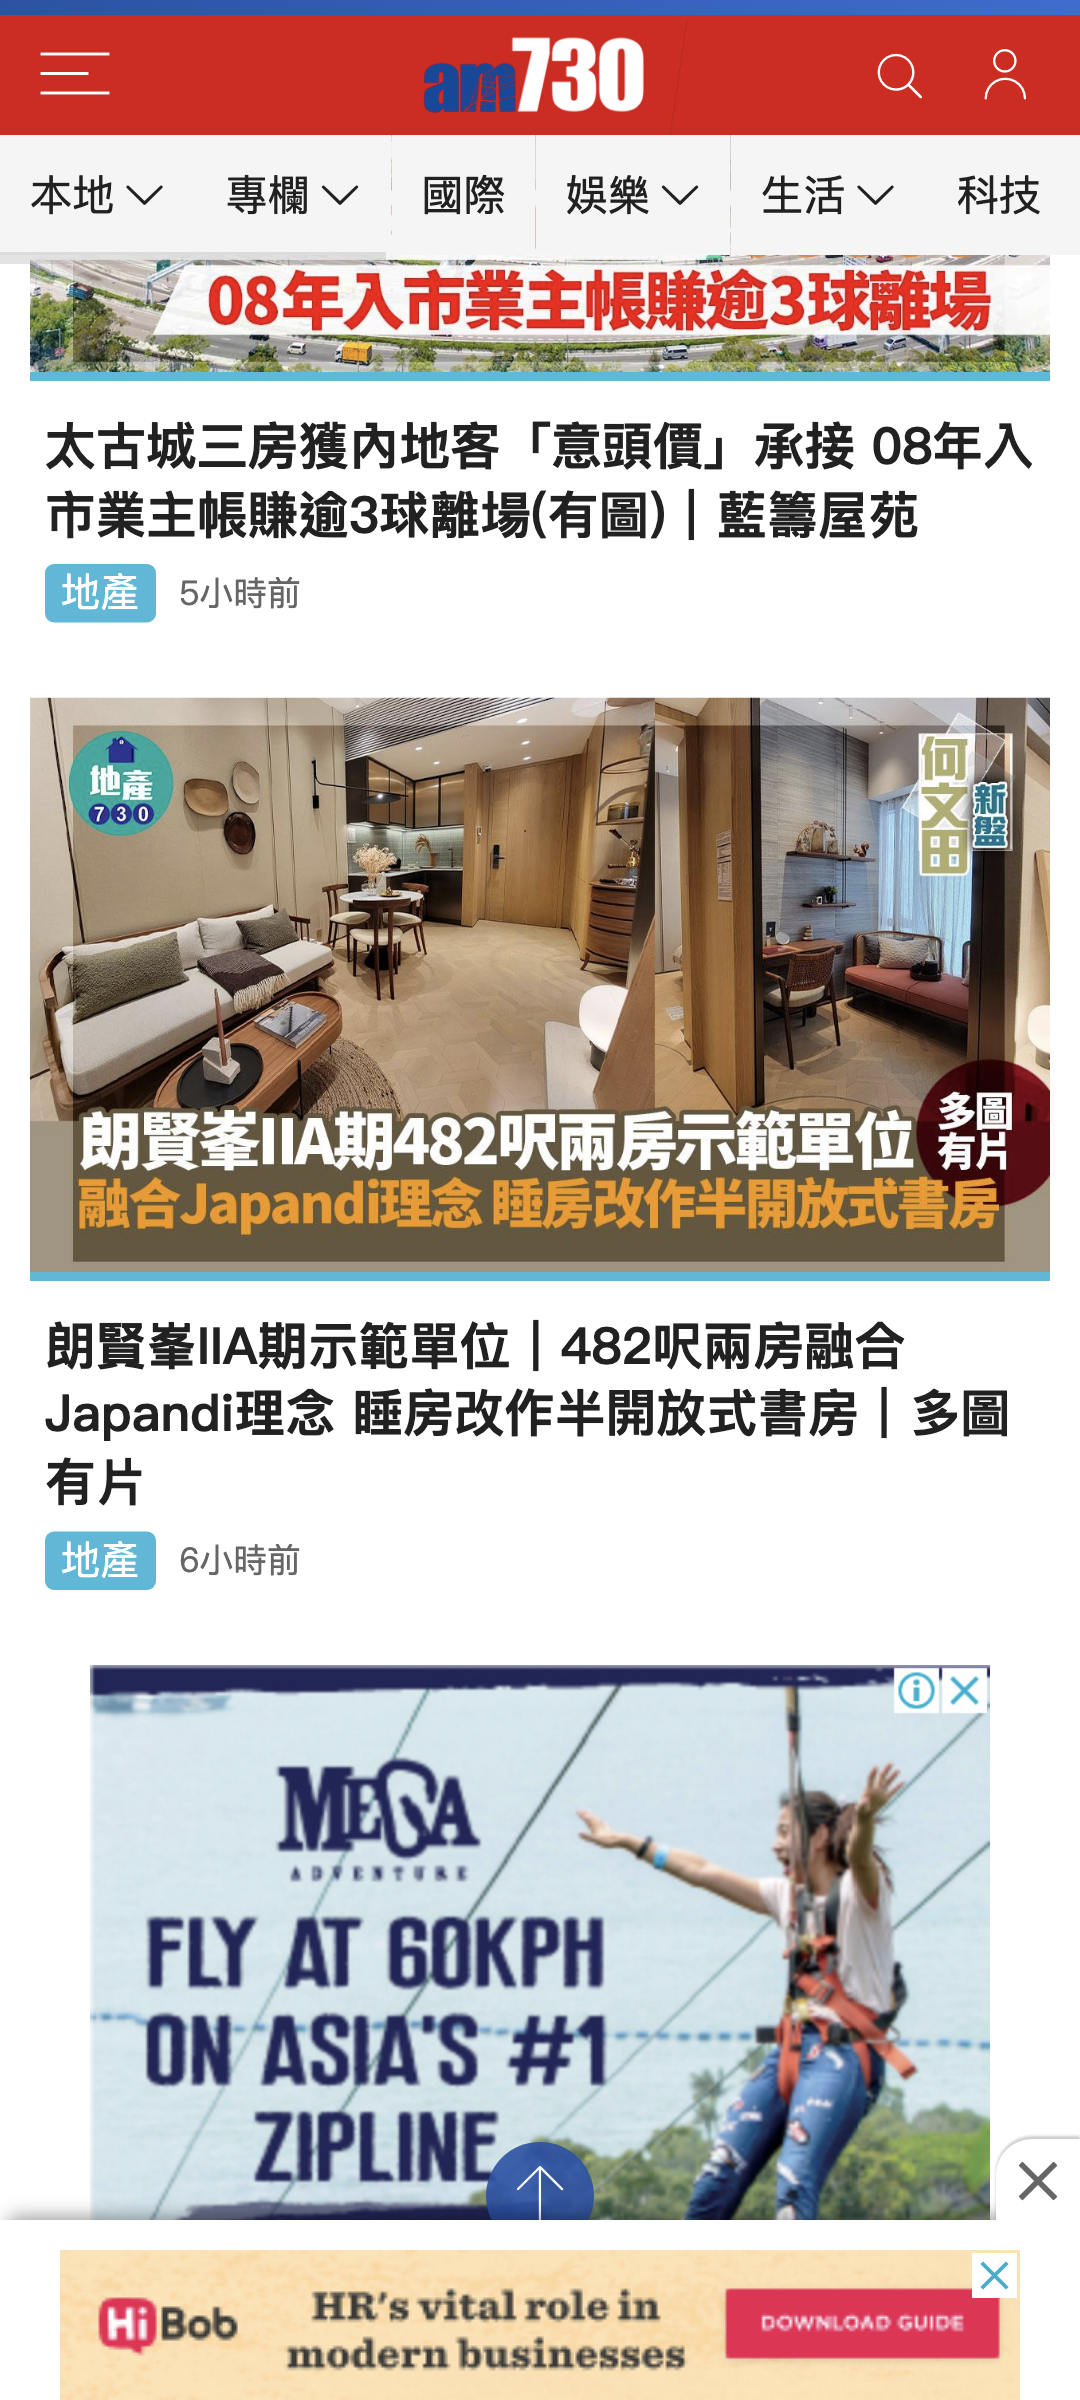 am730
本地
專欄
國際
娛樂
生活
科技
08年入市業主帳賺逾3球離場
太古城三房獲內地客「意頭價」承接 08年入
市業主帳賺逾3球離場(有圖)｜藍籌屋苑
地產
5小時前
地產
730
何文田
新盤
多圖
有片
朗賢峯IIA期482呎兩房示範單位
融合Japandi理念 睡房改作半開放式書房
朗賢峯IIA期示範單位｜482呎兩房融合
Japandi理念 睡房改作半開放式書房｜多圖
有片
地產
6小時前
MEGA
ADVENTURE
FLY AT 60KPH
ON ASIA'S #1
ZIPLINE
HiBob
HR's vital role in
modern businesses
DOWNLOAD GUIDE